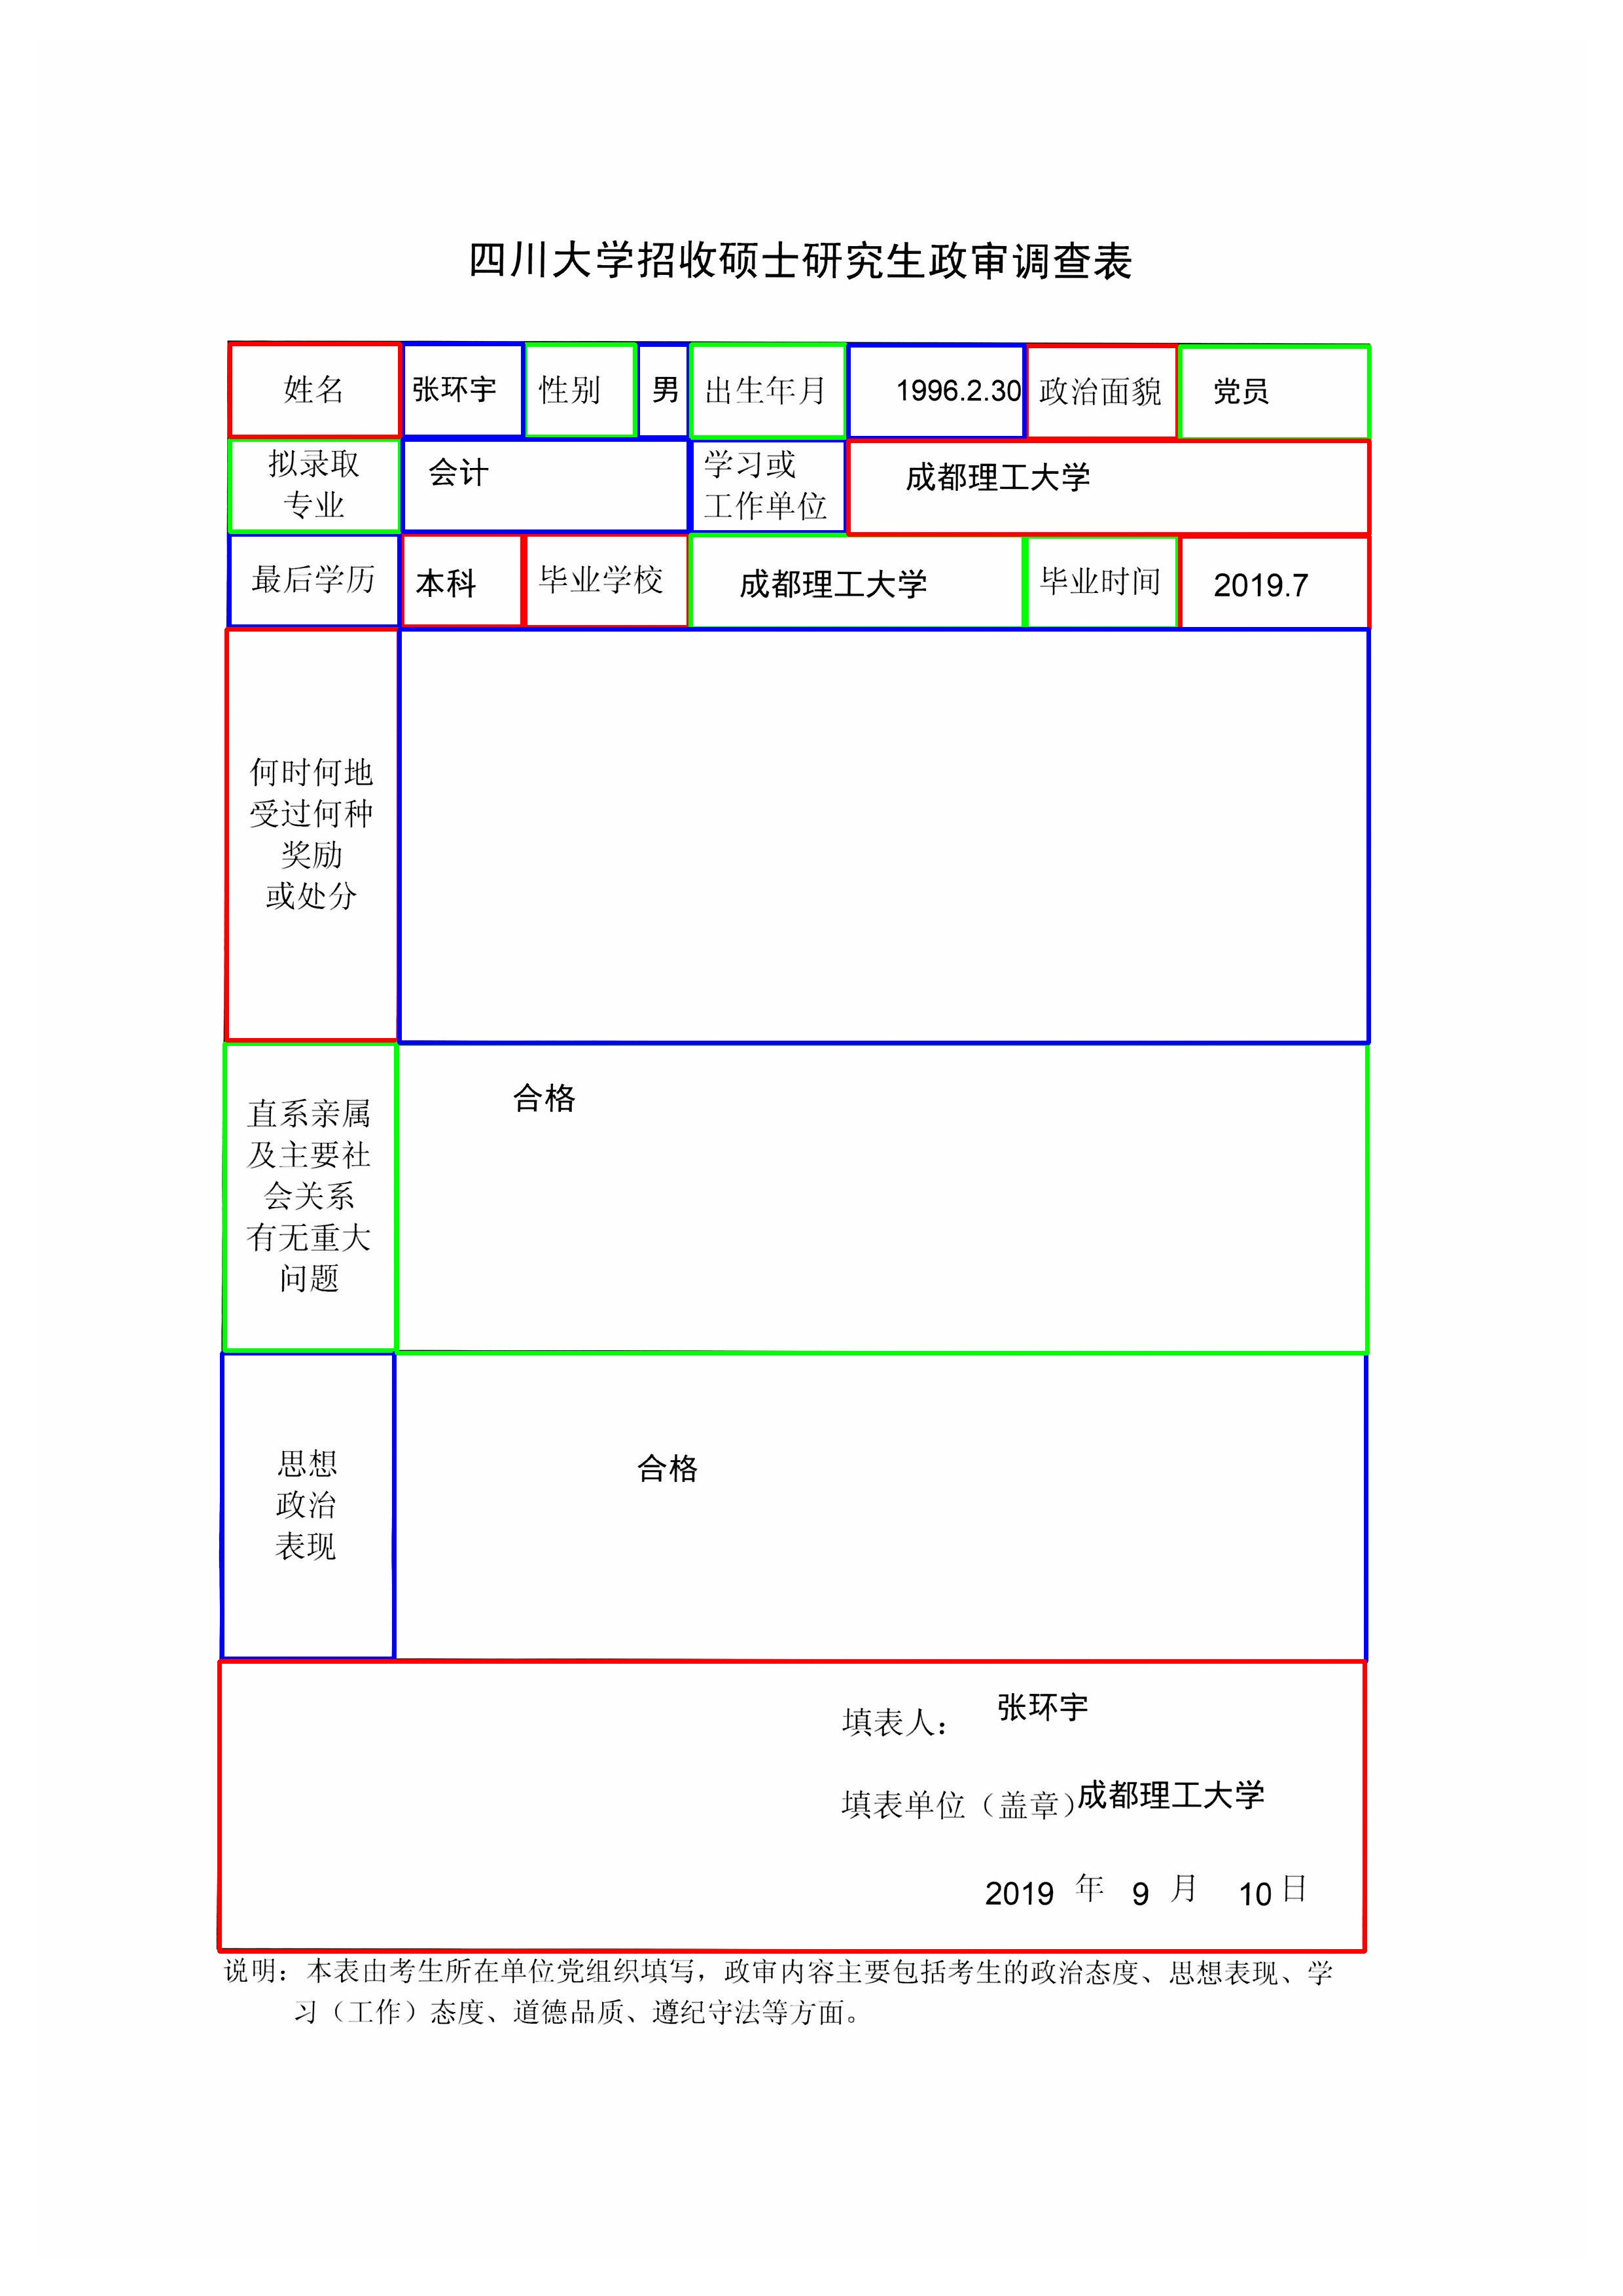 四川大学招收硕士研究生政审调查表
姓名 张环宇 性别 男 出生年月 1996.2.30 政治面貌 党员
拟录取
专业
会计
学习或
工作单位
成都理工大学
最后学历 本科 毕业学校 成都理工大学 毕业时间 2019.7
何时何地
受过何种
奖励
或处分
直系亲属
及主要社
会关系
有无重大
问题
合格
思想
政治
表现
合格
填表人： 张环宇
填表单位（盖章）成都理工大学
2019 年 9 月 10 日
说明：本表由考生所在单位党组织填写，政审内容主要包括考生的政治态度、思想表现、学
习（工作）态度、道德品质、遵纪守法等方面。